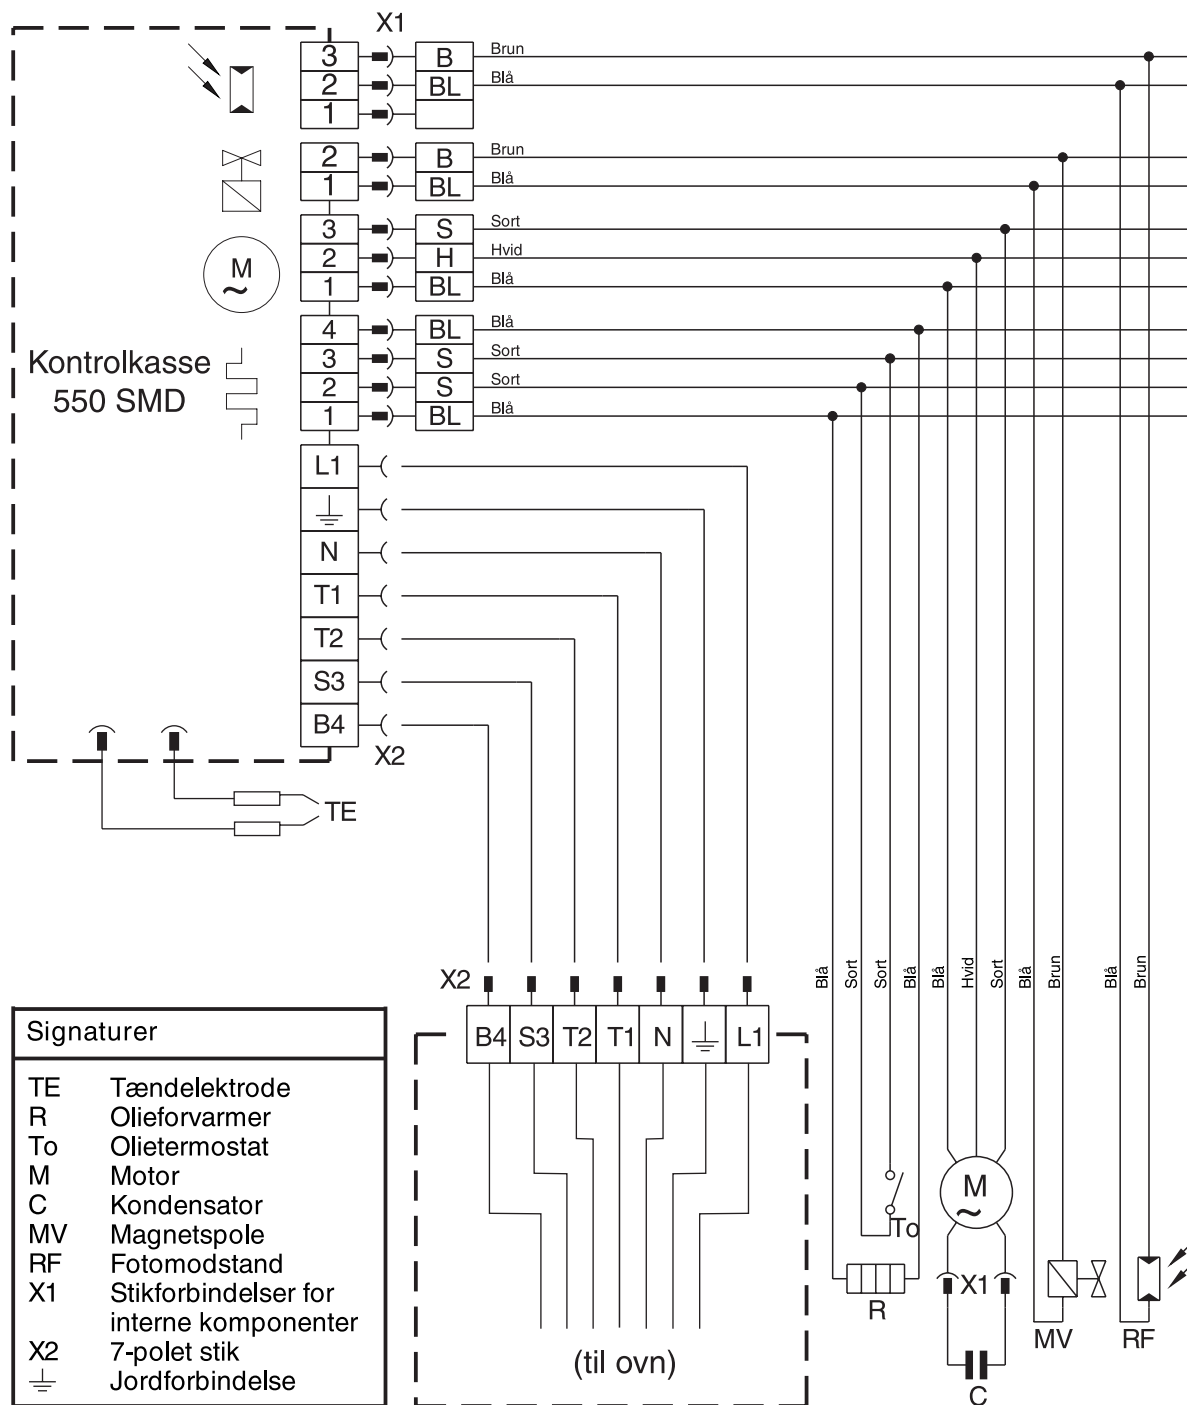 X1
3 B Brun
2 BL Blå
1
2 B Brun
1 BL Blå
3 S Sort
2 H Hvid
1 BL Blå
M
~
4 BL Blå
3 S Sort
2 S Sort
1 BL Blå
Kontrolkasse
550 SMD
L1
N
T1
T2
S3
B4
X2
TE
X2
B4 S3 T2 T1 N L1
(til ovn)
Blå Sort Sort Blå Blå Hvid Sort Blå Brun Blå Brun
To
M
~
R
X1
MV
RF
C
Signaturer
TE Tændelektrode
R Olieforvarmer
To Olietermostat
M Motor
C Kondensator
MV Magnetspole
RF Fotomodstand
X1 Stikforbindelser for
interne komponenter
X2 7-polet stik
Jordforbindelse